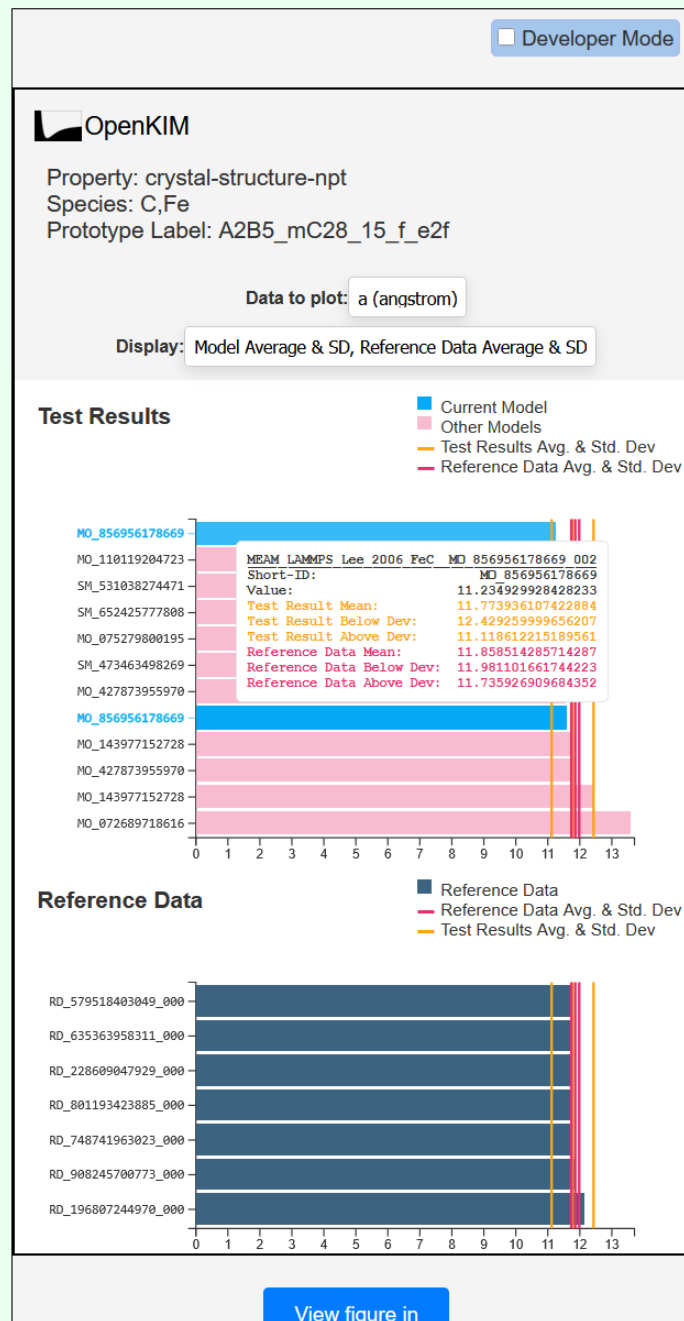 Developer Mode
OpenKIM
Property: crystal-structure-npt
Species: C,Fe
Prototype Label: A2B5_mC28_15_f_e2f
Data to plot: a (angstrom)
Display: Model Average & SD, Reference Data Average & SD
Test Results
Current Model
Other Models
Test Results Avg. & Std. Dev
Reference Data Avg. & Std. Dev
MO_856956178669
MO_110119204723
SM_531038274471
SM_652425777808
MO_075279800195
SM_473463498269
MO_427873955970
MO_856956178669
MO_143977152728
MO_427873955970
MO_143977152728
MO_072689718616
MEAM_LAMMPS_Lee_2006_FeC__MO_856956178669_002
Short-ID: MO_856956178669
Value: 11.234929928428233
Test Result Mean: 11.773936107422884
Test Result Below Dev: 12.429259999656207
Test Result Above Dev: 11.118612215189561
Reference Data Mean: 11.858514285714287
Reference Data Below Dev: 11.981101661744223
Reference Data Above Dev: 11.735926909684352
0 1 2 3 4 5 6 7 8 9 10 11 12 13
Reference Data
Reference Data
Reference Data Avg. & Std. Dev
Test Results Avg. & Std. Dev
RD_579518403049_000
RD_635363958311_000
RD_228609047929_000
RD_801193423885_000
RD_748741963023_000
RD_908245700773_000
RD_196807244970_000
0 1 2 3 4 5 6 7 8 9 10 11 12 13
View figure in